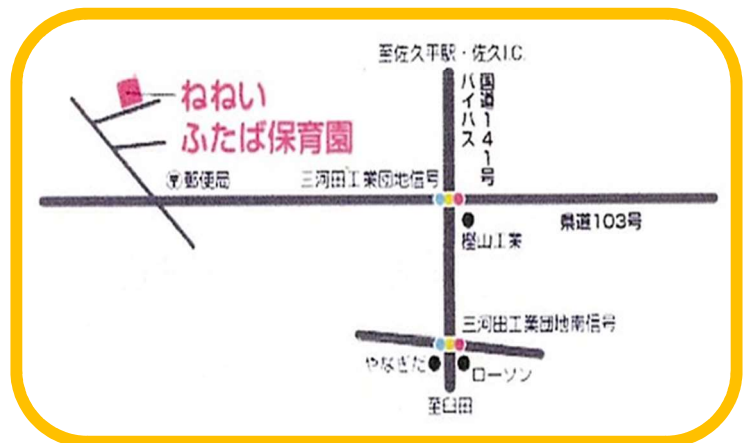 至佐久平駅・佐久I.C.
国道141号
バイパス
ねねい
ふたば保育園
〒郵便局
三河田工業団地信号
県道103号
樫山工業
三河田工業団地南信号
やなぎだ
ローソン
至臼田